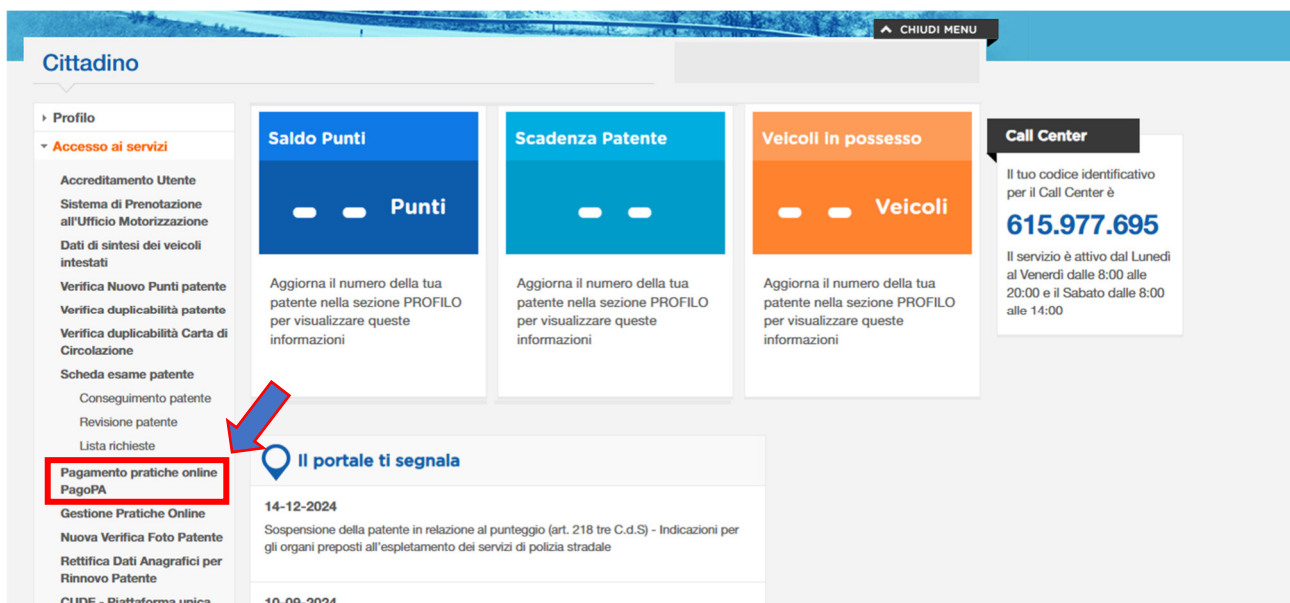 CHIUDI MENU
Cittadino
Profilo
Accesso ai servizi
Accreditamento Utente
Sistema di Prenotazione
all'Ufficio Motorizzazione
Dati di sintesi dei veicoli
intestati
Verifica Nuovo Punti patente
Verifica duplicabilità patente
Verifica duplicabilità Carta di
Circolazione
Scheda esame patente
Conseguimento patente
Revisione patente
Lista richieste
Pagamento pratiche online
PagoPA
Gestione Pratiche Online
Nuova Verifica Foto Patente
Rettifica Dati Anagrafici per
Rinnovo Patente
CUDE - Piattaforma unica
Saldo Punti
– – Punti
Aggiorna il numero della tua
patente nella sezione PROFILO
per visualizzare queste
informazioni
Scadenza Patente
– –
Aggiorna il numero della tua
patente nella sezione PROFILO
per visualizzare queste
informazioni
Veicoli in possesso
– – Veicoli
Aggiorna il numero della tua
patente nella sezione PROFILO
per visualizzare queste
informazioni
Call Center
Il tuo codice identificativo
per il Call Center è
615.977.695
Il servizio è attivo dal Lunedì
al Venerdì dalle 8:00 alle
20:00 e il Sabato dalle 8:00
alle 14:00
Il portale ti segnala
14-12-2024
Sospensione della patente in relazione al punteggio (art. 218 tre C.d.S) - Indicazioni per
gli organi preposti all'espletamento dei servizi di polizia stradale
10-09-2024